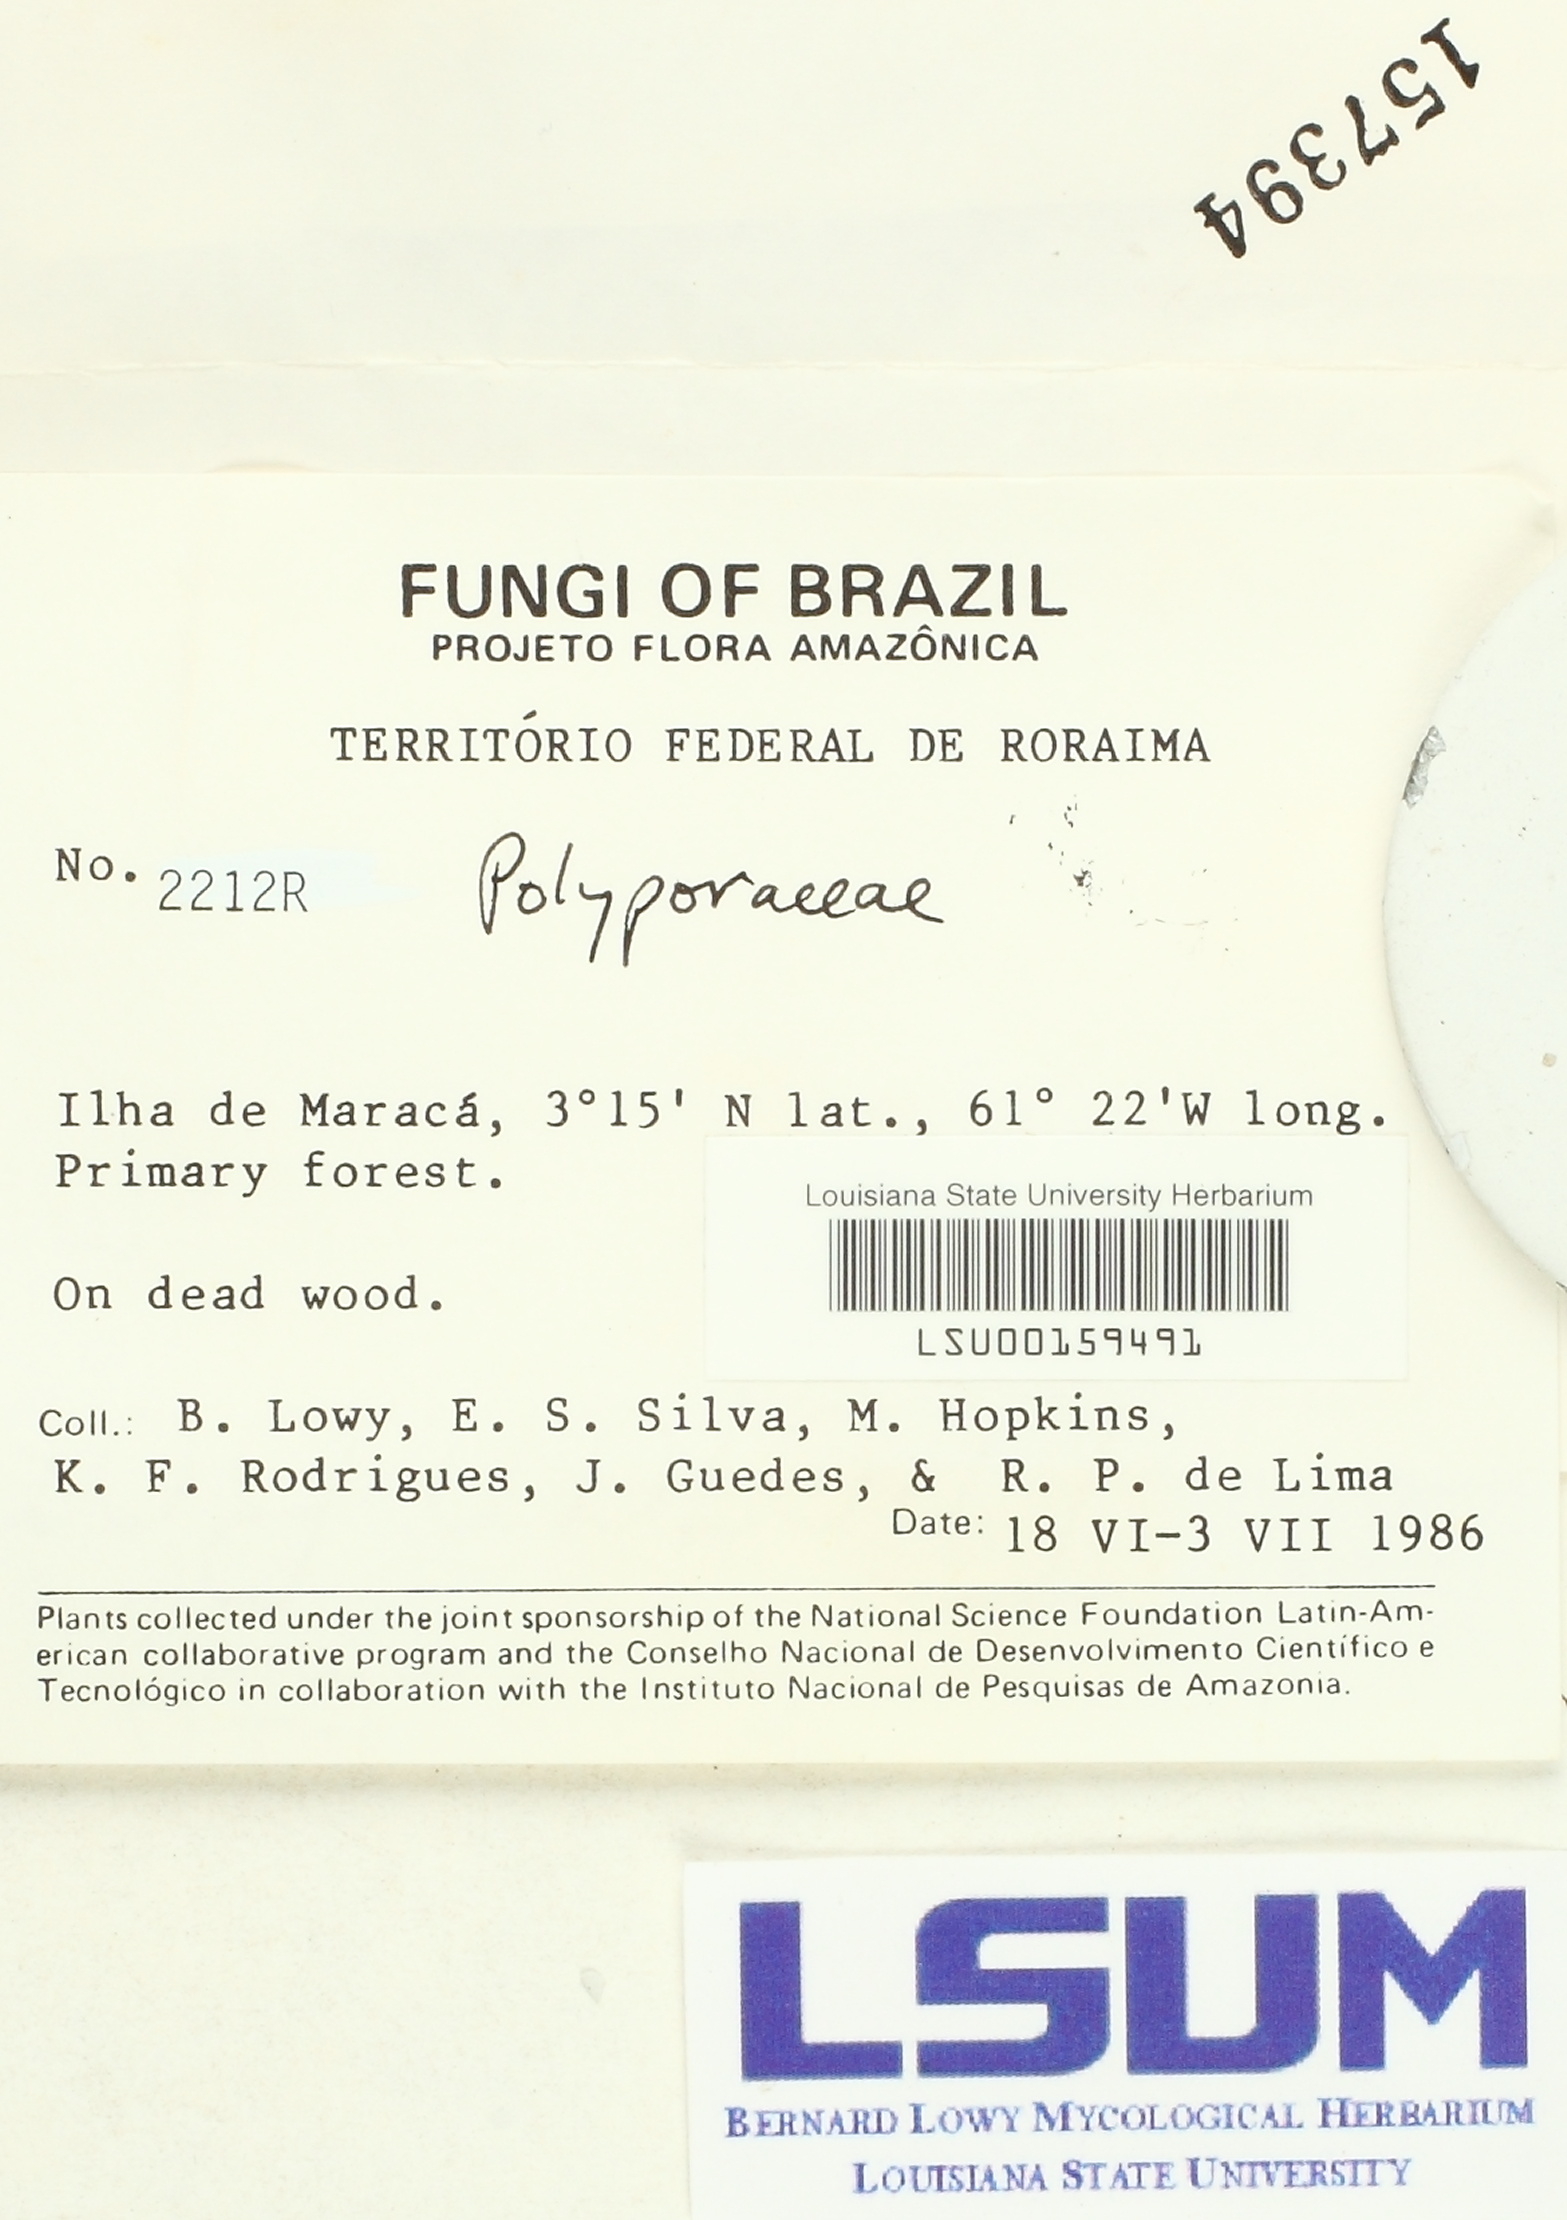 157394
FUNGI OF BRAZIL
PROJETO FLORA AMAZÔNICA
TERRITÓRIO FEDERAL DE RORAIMA
No. 2212R Polyporaceae
Ilha de Maracá, 3°15' N lat., 61° 22'W long.
Primary forest.
Louisiana State University Herbarium
On dead wood.
LSU00159491
Coll.: B. Lowy, E. S. Silva, M. Hopkins,
K. F. Rodrigues, J. Guedes, & R. P. de Lima
Date: 18 VI-3 VII 1986
Plants collected under the joint sponsorship of the National Science Foundation Latin-Am-
erican collaborative program and the Conselho Nacional de Desenvolvimento Científico e
Tecnológico in collaboration with the Instituto Nacional de Pesquisas de Amazonia.
LSUM
BERNARD LOWY MYCOLOGICAL HERBARIUM
LOUISIANA STATE UNIVERSITY